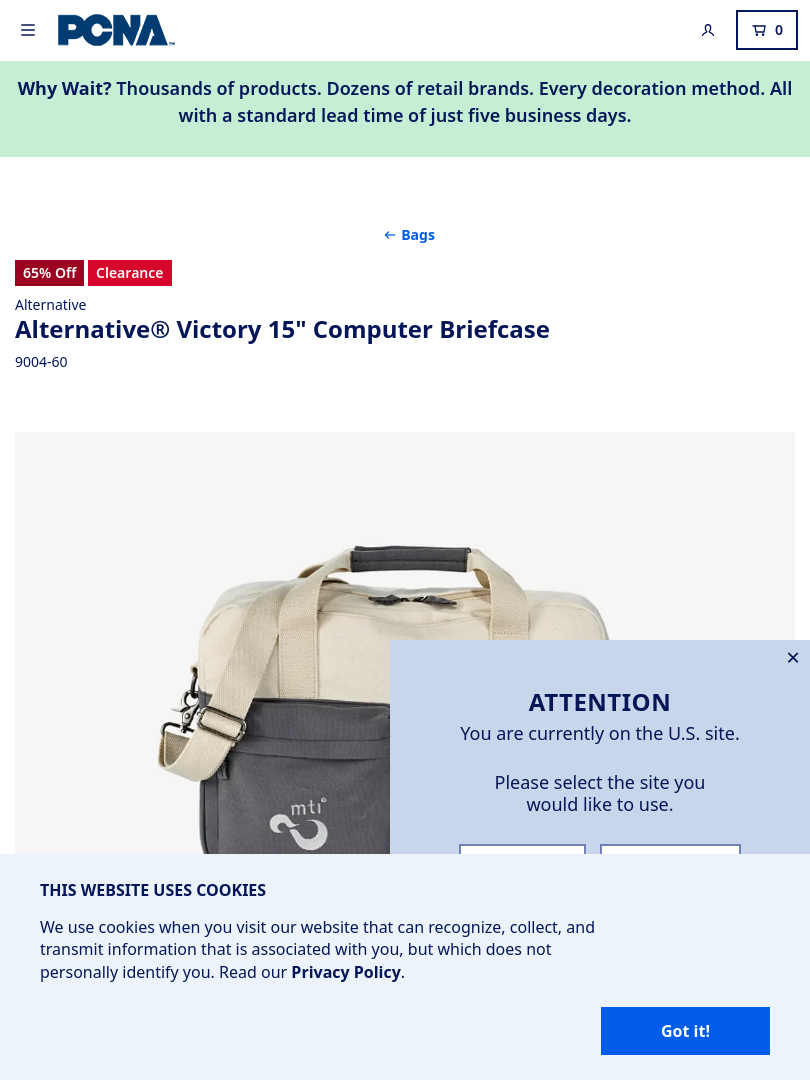 PCNA™
0
Why Wait? Thousands of products. Dozens of retail brands. Every decoration method. All
with a standard lead time of just five business days.
← Bags
65% Off
Clearance
Alternative
Alternative® Victory 15" Computer Briefcase
9004-60
mti
ATTENTION
You are currently on the U.S. site.
Please select the site you
would like to use.
THIS WEBSITE USES COOKIES
We use cookies when you visit our website that can recognize, collect, and
transmit information that is associated with you, but which does not
personally identify you. Read our Privacy Policy.
Got it!